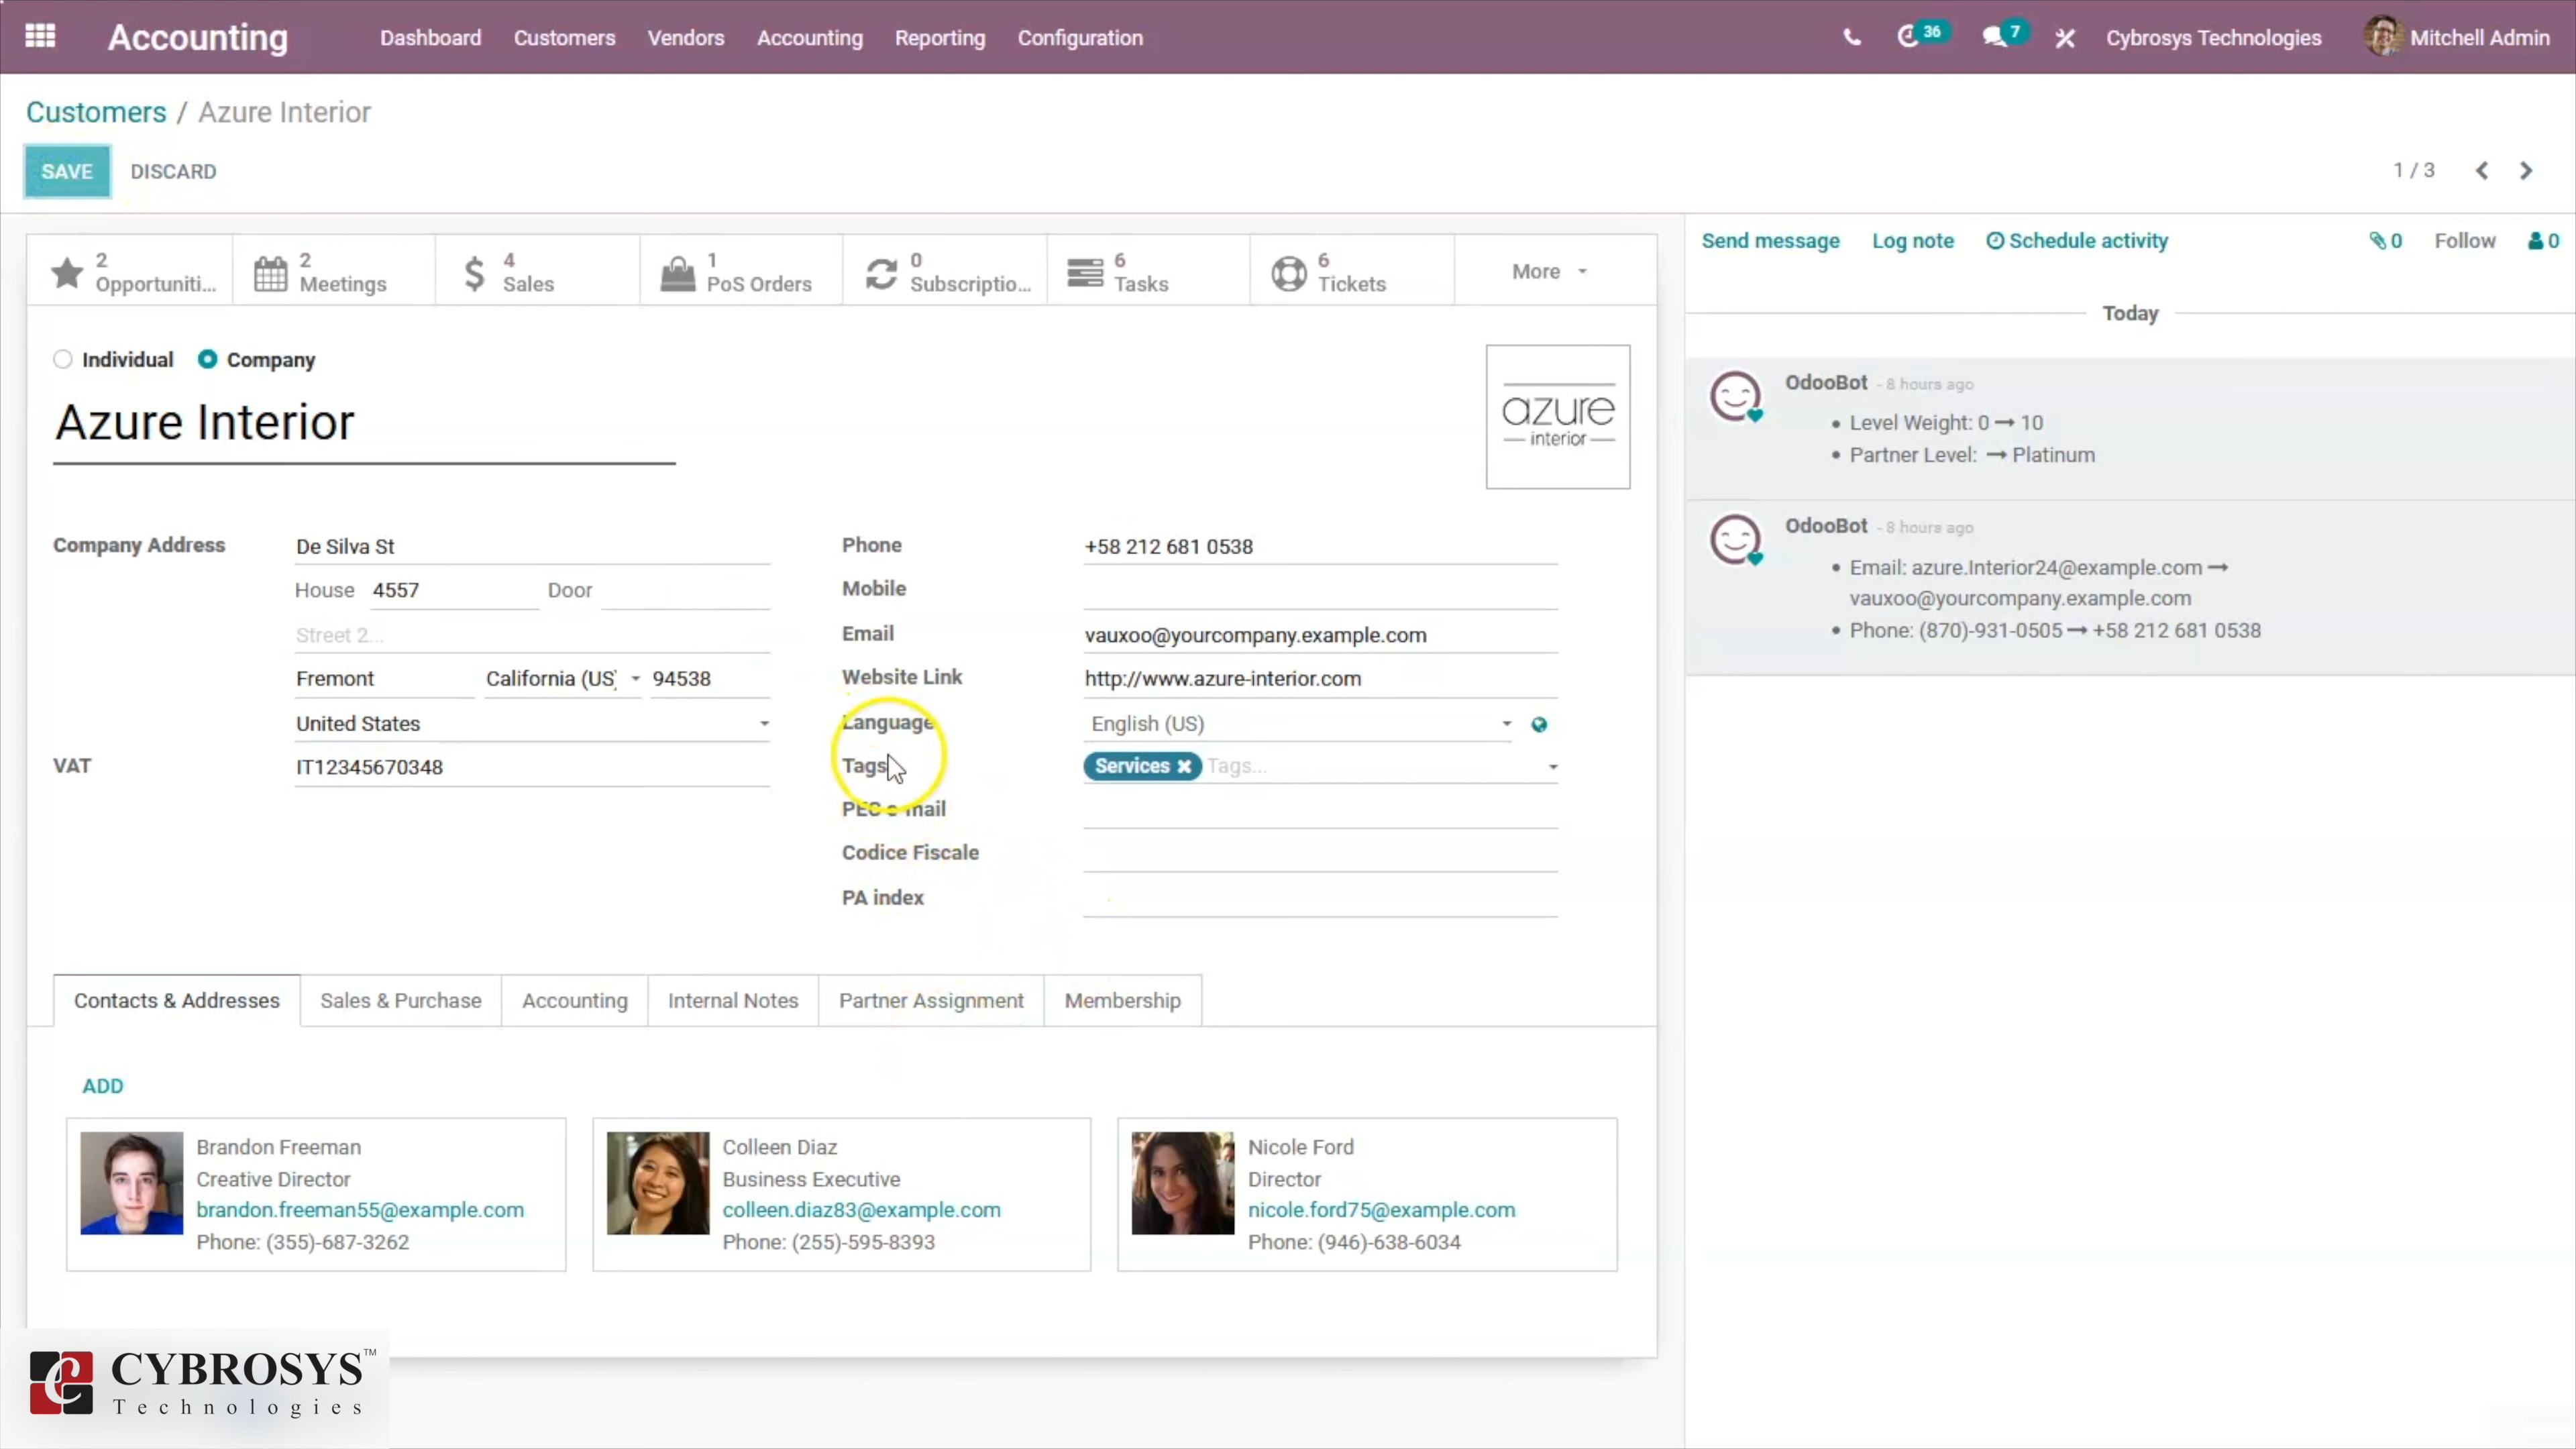 Accounting Dashboard Customers Vendors Accounting Reporting Configuration 36 7 Cybrosys Technologies Mitchell Admin
Customers / Azure Interior
SAVE DISCARD 1 / 3
2 Opportuniti...
2 Meetings
4 Sales
1 PoS Orders
0 Subscriptio...
6 Tasks
6 Tickets
More
Individual Company
Azure Interior
azure
interior
Company Address De Silva St
House 4557 Door
Street 2...
Fremont California (US) 94538
United States
VAT IT12345670348
Phone +58 212 681 0538
Mobile
Email vauxoo@yourcompany.example.com
Website Link http://www.azure-interior.com
Language English (US)
Tags Services Tags...
PEC e-mail
Codice Fiscale
PA index
Contacts & Addresses Sales & Purchase Accounting Internal Notes Partner Assignment Membership
ADD
Brandon Freeman
Creative Director
brandon.freeman55@example.com
Phone: (355)-687-3262
Colleen Diaz
Business Executive
colleen.diaz83@example.com
Phone: (255)-595-8393
Nicole Ford
Director
nicole.ford75@example.com
Phone: (946)-638-6034
Send message Log note Schedule activity 0 Follow 0
Today
OdooBot - 8 hours ago
• Level Weight: 0 → 10
• Partner Level: → Platinum
OdooBot - 8 hours ago
• Email: azure.Interior24@example.com →
vauxoo@yourcompany.example.com
• Phone: (870)-931-0505 → +58 212 681 0538
CYBROSYS™
Technologies